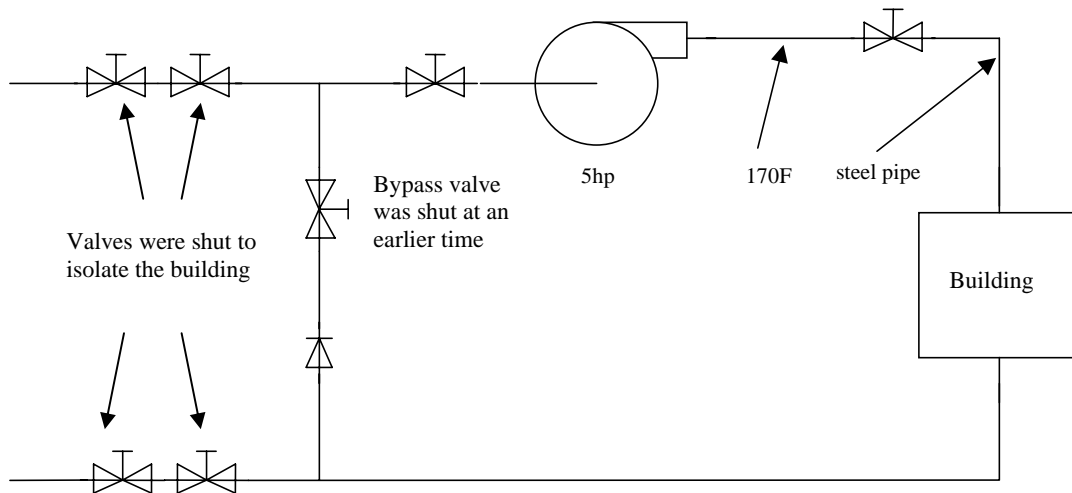 5hp
170F
steel pipe
Bypass valve
was shut at an
earlier time
Valves were shut to
isolate the building
Building